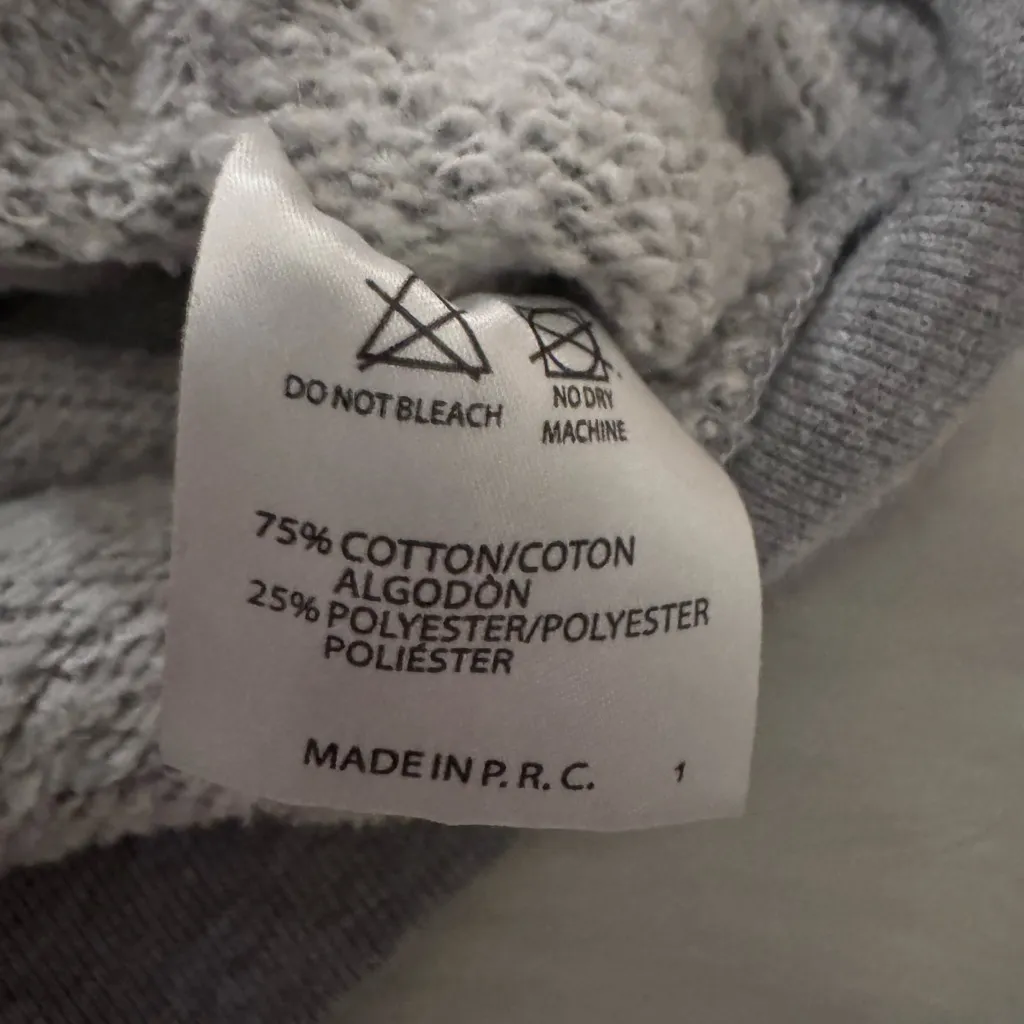 DO NOT BLEACH
NO DRY
MACHINE
75% COTTON/COTON
ALGODÒN
25% POLYESTER/POLYESTER
POLIÉSTER
MADE IN P. R. C. 1